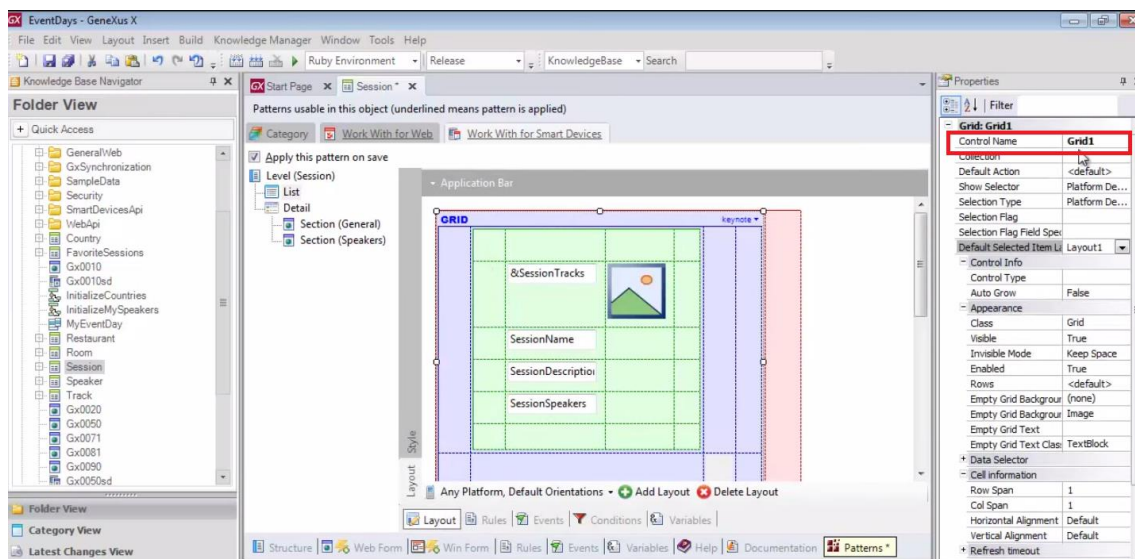 GX EventDays - GeneXus X
File Edit View Layout Insert Build Knowledge Manager Window Tools Help
Ruby Environment Release KnowledgeBase Search
Knowledge Base Navigator
Folder View
Quick Access
GeneralWeb
GxSynchronization
SampleData
Security
SmartDevicesApi
WebApi
Country
FavoriteSessions
Gx0010
Gx0010sd
InitializeCountries
InitializeMySpeakers
MyEventDay
Restaurant
Room
Session
Speaker
Track
Gx0020
Gx0050
Gx0071
Gx0081
Gx0090
Gx0050sd
Folder View
Category View
Latest Changes View
GX Start Page Session*
Patterns usable in this object (underlined means pattern is applied)
Category Work With for Web Work With for Smart Devices
Apply this pattern on save
Level (Session)
List
Detail
Section (General)
Section (Speakers)
Application Bar
GRID keynote
&SessionTracks
SessionName
SessionDescription
SessionSpeakers
Style
Layout
Any Platform, Default Orientations Add Layout Delete Layout
Layout Rules Events Conditions Variables
Structure Web Form Win Form Rules Events Variables Help Documentation Patterns *
Properties
Filter
Grid: Grid1
Control Name Grid1
Collection
Default Action <default>
Show Selector Platform De...
Selection Type Platform De...
Selection Flag
Selection Flag Field Spec
Default Selected Item La Layout1
Control Info
Control Type
Auto Grow False
Appearance
Class Grid
Visible True
Invisible Mode Keep Space
Enabled True
Rows <default>
Empty Grid Backgrour (none)
Empty Grid Backgrour Image
Empty Grid Text
Empty Grid Text Clas: TextBlock
Data Selector
Cell information
Row Span 1
Col Span 1
Horizontal Alignment Default
Vertical Alignment Default
Refresh timeout